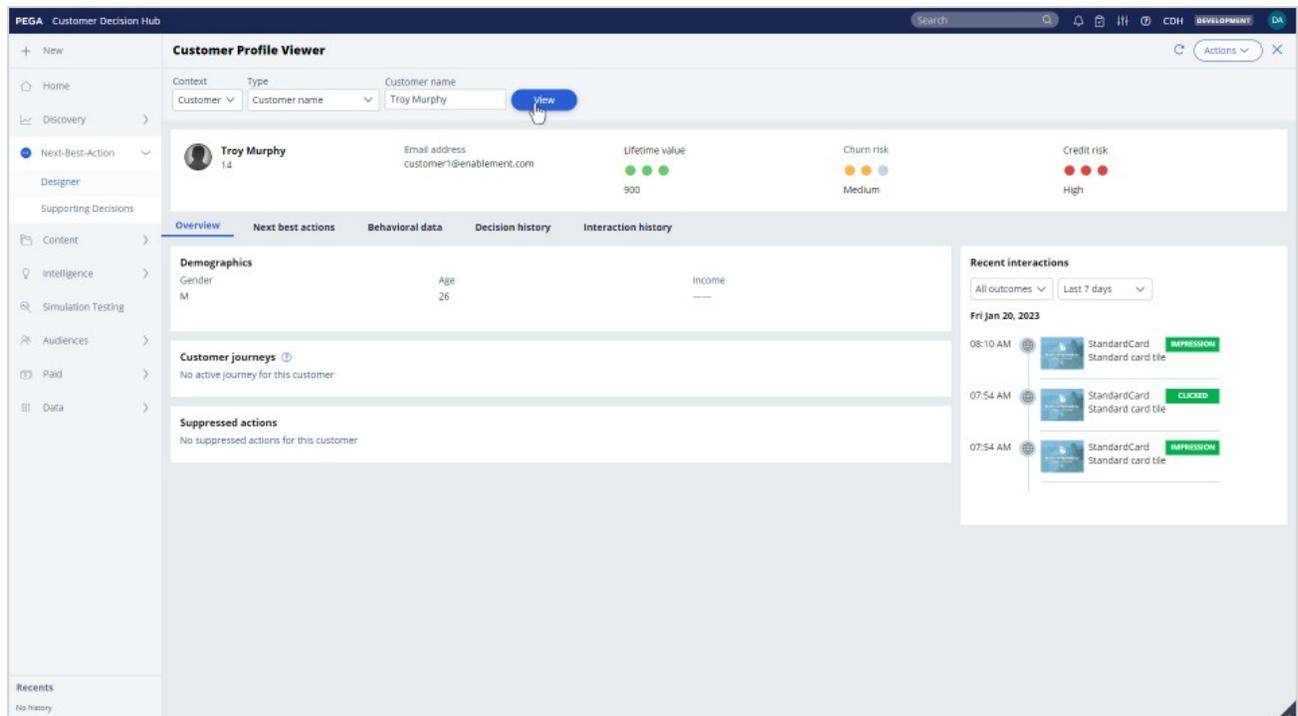 PEGA Customer Decision Hub
Search
CDH DEVELOPMENT DA
New
Customer Profile Viewer
Actions
Home
Discovery
Next-Best-Action
Designer
Supporting Decisions
Content
Intelligence
Simulation Testing
Audiences
Paid
Data
Recents
No history
Context Type Customer name
Customer Customer name Troy Murphy View
Troy Murphy
14
Email address
customer1@enablement.com
Lifetime value
900
Churn risk
Medium
Credit risk
High
Overview Next best actions Behavioral data Decision history Interaction history
Demographics
Gender Age Income
M 26 ——
Customer journeys ?
No active journey for this customer
Suppressed actions
No suppressed actions for this customer
Recent interactions
All outcomes Last 7 days
Fri Jan 20, 2023
08:10 AM StandardCard IMPRESSION
Standard card tile
07:54 AM StandardCard CLICKED
Standard card tile
07:54 AM StandardCard IMPRESSION
Standard card tile